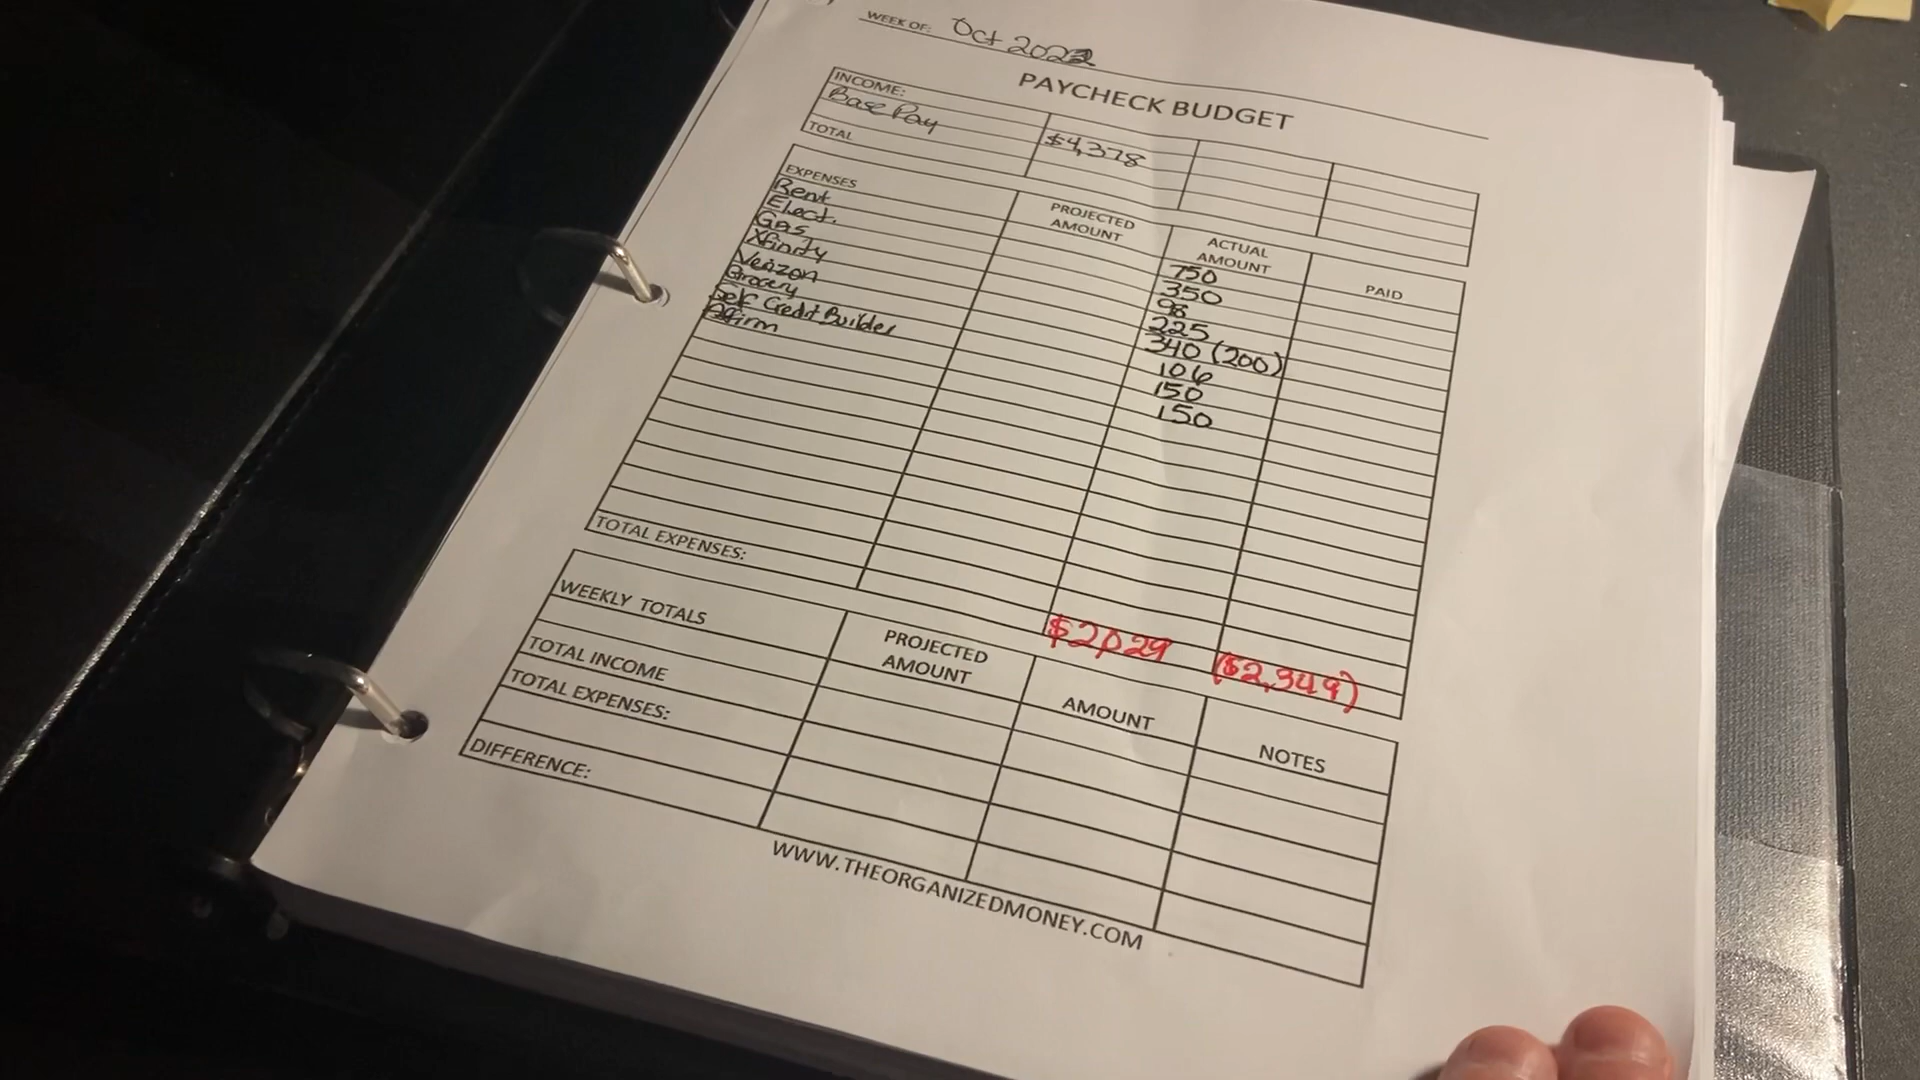 WEEK OF: Oct 2022
PAYCHECK BUDGET
INCOME:
Base Pay $4,378
TOTAL
EXPENSES PROJECTED AMOUNT ACTUAL AMOUNT PAID
Rent 750
Elect. 350
Gas 98
Xfinity 225
Verizon 340 (200)
Grocery 106
Self Credit Builder 150
Affirm 150
TOTAL EXPENSES: $2,029 ($2,349)
WEEKLY TOTALS PROJECTED AMOUNT AMOUNT NOTES
TOTAL INCOME
TOTAL EXPENSES:
DIFFERENCE:
WWW.THEORGANIZEDMONEY.COM